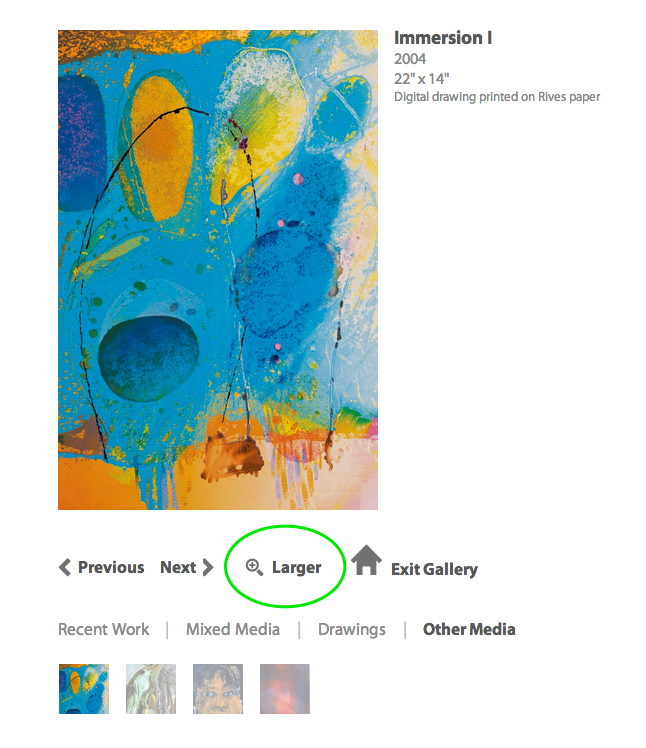 Immersion I
2004
22" x 14"
Digital drawing printed on Rives paper
Previous Next Larger Exit Gallery
Recent Work | Mixed Media | Drawings | Other Media